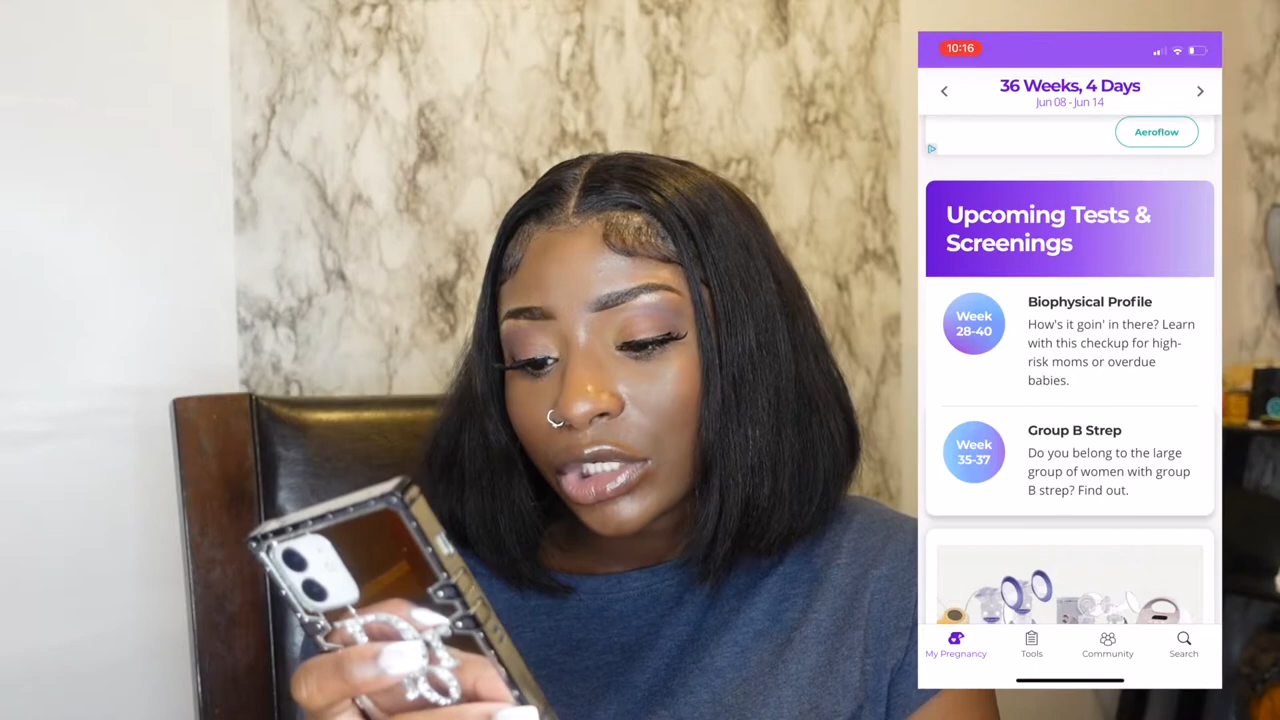 10:16
36 Weeks, 4 Days
Jun 08 - Jun 14
Aeroflow
Upcoming Tests &
Screenings
Week
28-40
Biophysical Profile
How's it goin' in there? Learn
with this checkup for high-
risk moms or overdue
babies.
Week
35-37
Group B Strep
Do you belong to the large
group of women with group
B strep? Find out.
My Pregnancy
Tools
Community
Search